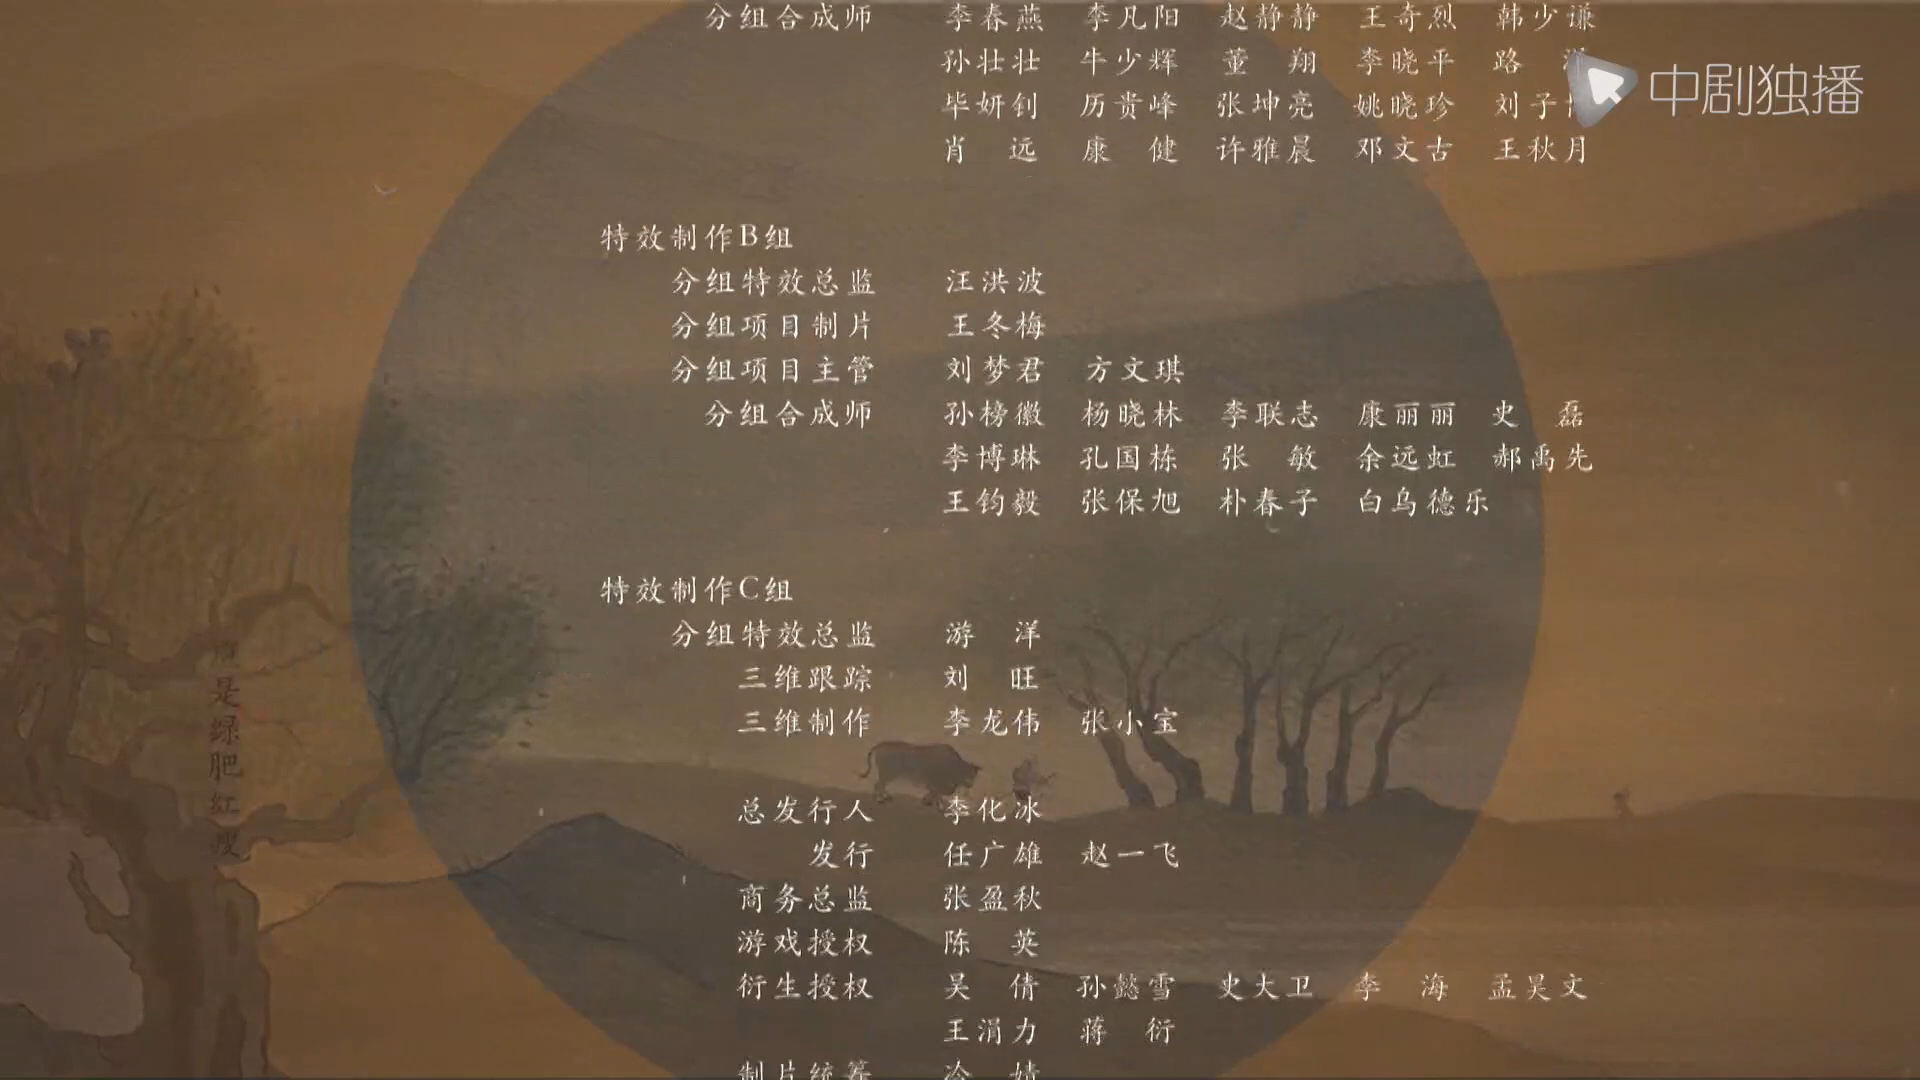 分组合成师 李春燕 李凡阳 赵静静 王奇烈 韩少谦
孙壮壮 牛少辉 董翔 李晓平 路
中剧独播
毕妍钊 历贵峰 张坤亮 姚晓珍 刘子
肖远 康健 许雅晨 邓文古 王秋月
特效制作B组
分组特效总监 汪洪波
分组项目制片 王冬梅
分组项目主管 刘梦君 方文琪
分组合成师 孙榜徽 杨晓林 李联志 康丽丽 史磊
李博琳 孔国栋 张敏 余远虹 郝禹先
王钧毅 张保旭 朴春子 白乌德乐
特效制作C组
分组特效总监 游洋
三维跟踪 刘旺
三维制作 李龙伟 张小宝
应是绿肥红瘦
总发行人 李化冰
发行 任广雄 赵一飞
商务总监 张盈秋
游戏授权 陈英
衍生授权 吴倩 孙懿雪 史大卫 李海 孟昊文
王涓力 蒋衍
制片统筹 冷婧